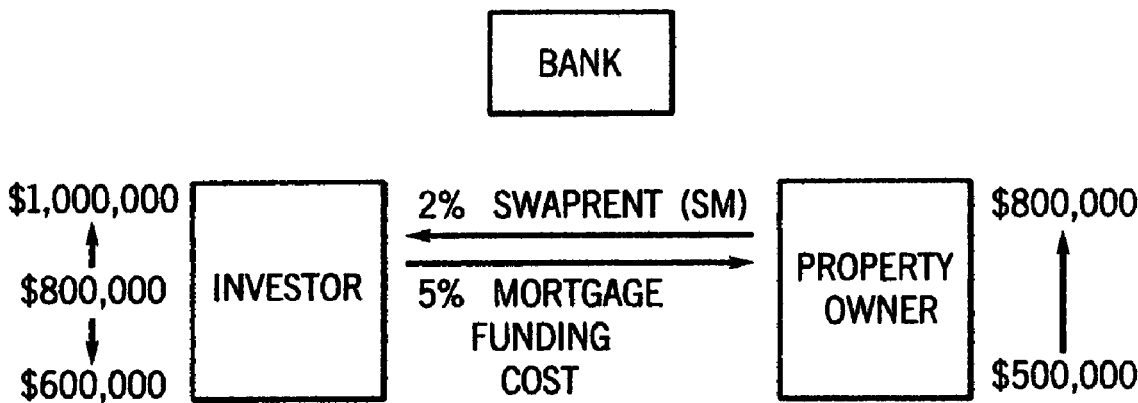 BANK
$1,000,000
$800,000
$600,000
INVESTOR
2% SWAPRENT (SM)
5% MORTGAGE
FUNDING
COST
PROPERTY
OWNER
$800,000
$500,000